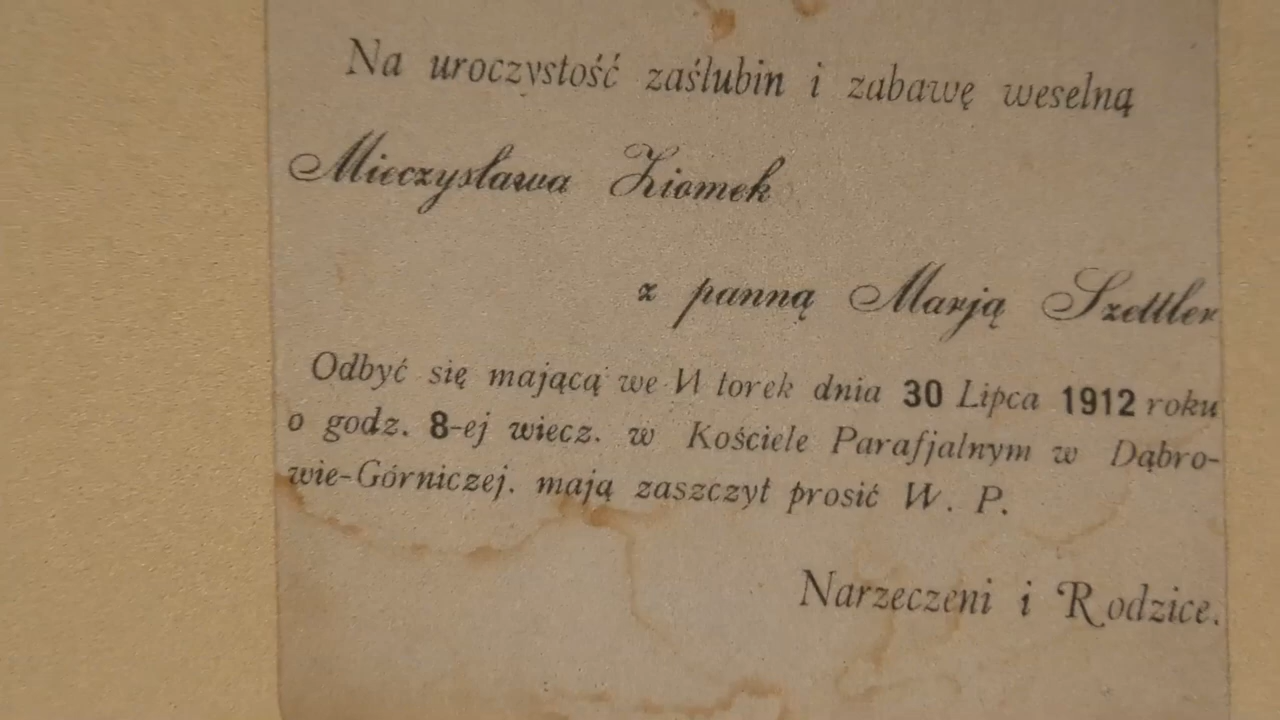 Na uroczystość zaślubin i zabawę weselną
Mieczysława Ziomek
z panną Marją Szettler
Odbyć się mającą we Wtorek dnia 30 Lipca 1912 roku
o godz. 8-ej wiecz. w Kościele Parafjalnym w Dąbro-
wie-Górniczej. mają zaszczyt prosić W. P.
Narzeczeni i Rodzice.